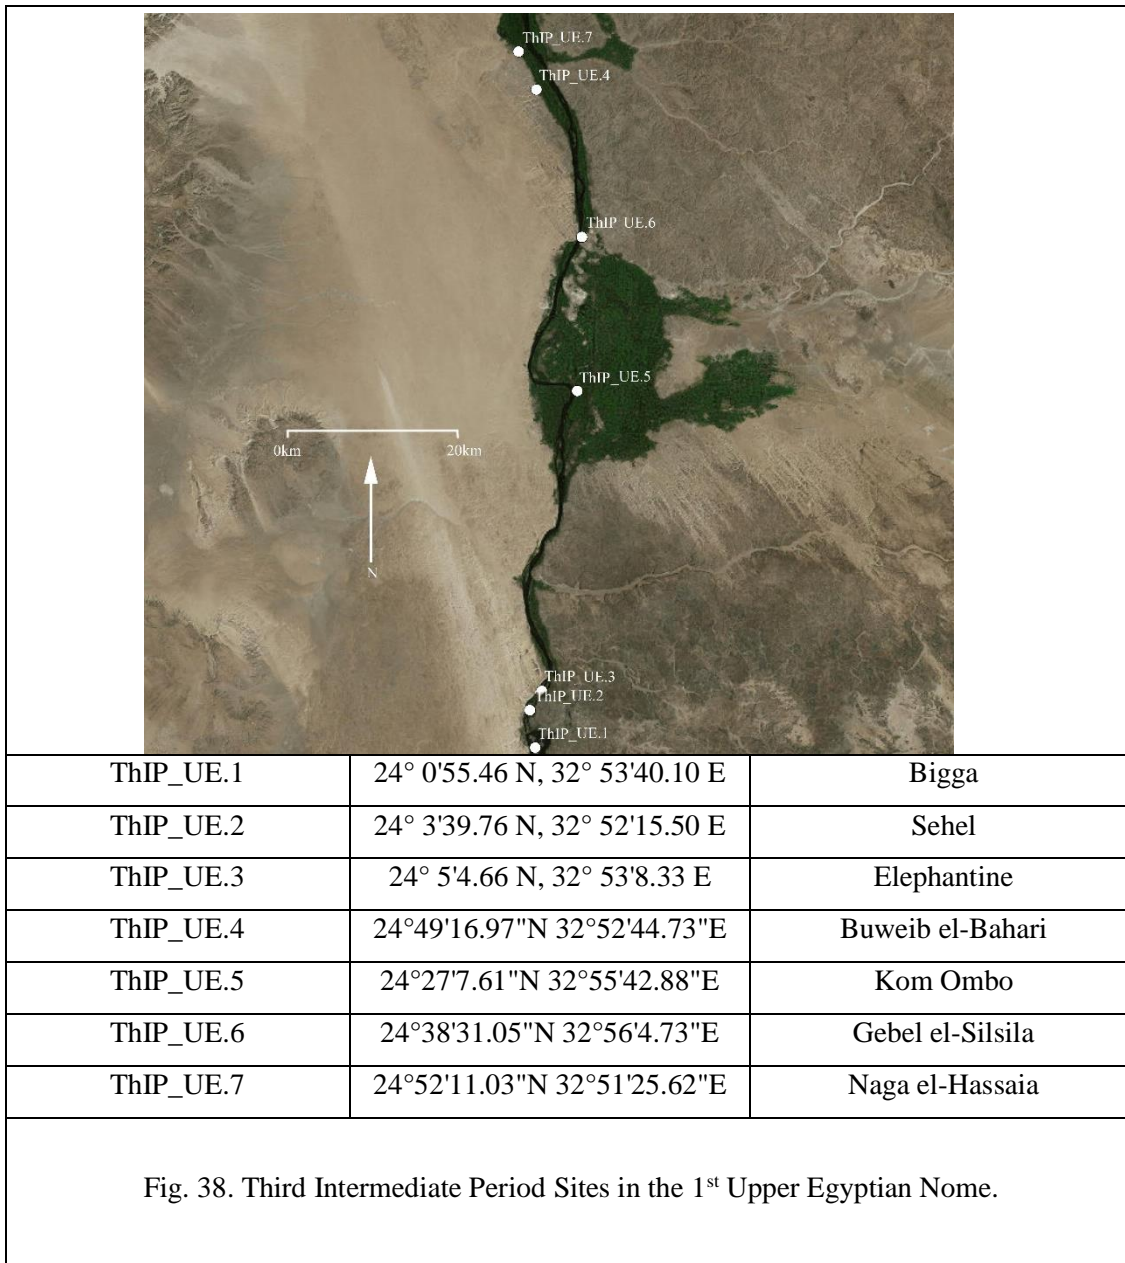 ThIP_UE.7
ThIP_UE.4
ThIP_UE.6
ThIP_UE.5
0km 20km
N
ThIP_UE.3
ThIP_UE.2
ThIP_UE.1
ThIP_UE.1 24° 0'55.46 N, 32° 53'40.10 E Bigga
ThIP_UE.2 24° 3'39.76 N, 32° 52'15.50 E Sehel
ThIP_UE.3 24° 5'4.66 N, 32° 53'8.33 E Elephantine
ThIP_UE.4 24°49'16.97"N 32°52'44.73"E Buweib el-Bahari
ThIP_UE.5 24°27'7.61"N 32°55'42.88"E Kom Ombo
ThIP_UE.6 24°38'31.05"N 32°56'4.73"E Gebel el-Silsila
ThIP_UE.7 24°52'11.03"N 32°51'25.62"E Naga el-Hassaia
Fig. 38. Third Intermediate Period Sites in the 1st Upper Egyptian Nome.